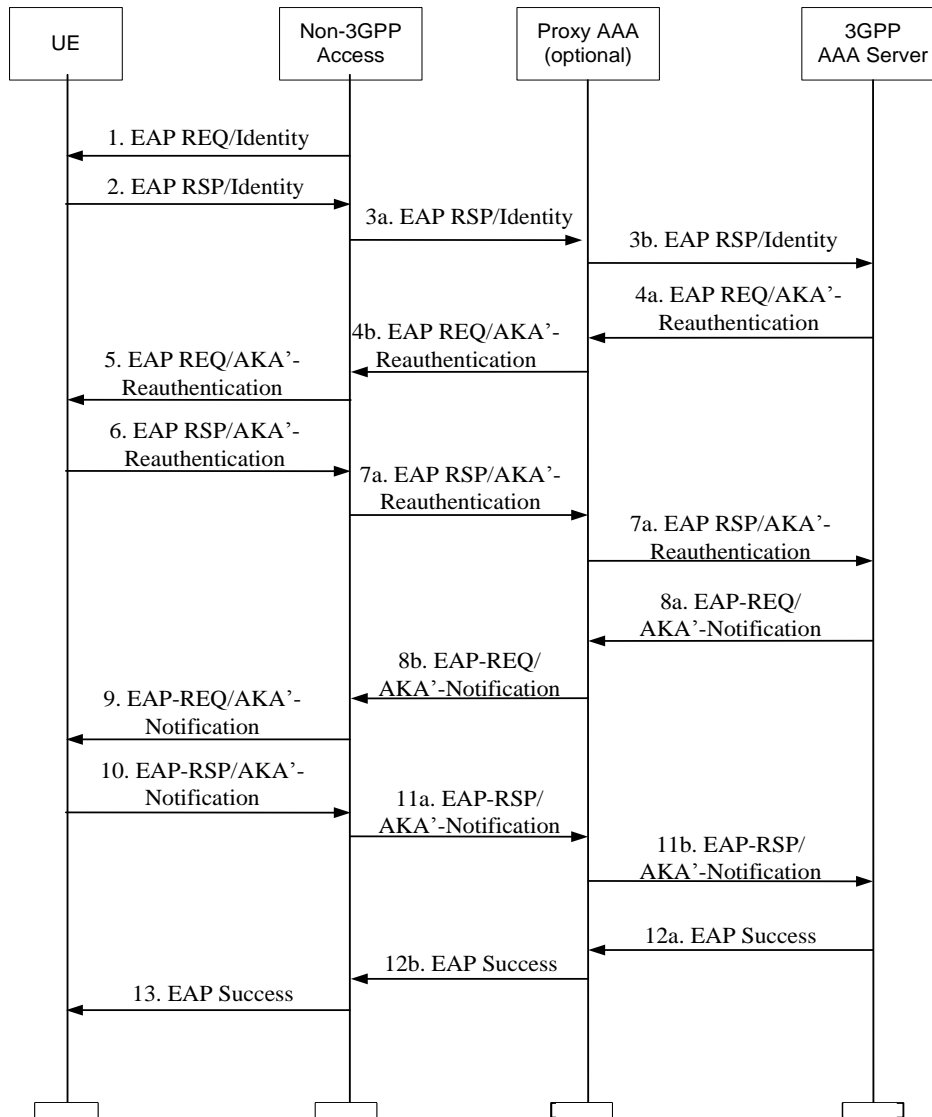 UE
Non-3GPP
Access
Proxy AAA
(optional)
3GPP
AAA Server
1. EAP REQ/Identity
2. EAP RSP/Identity
3a. EAP RSP/Identity
3b. EAP RSP/Identity
4a. EAP REQ/AKA’-
Reauthentication
4b. EAP REQ/AKA’-
Reauthentication
5. EAP REQ/AKA’-
Reauthentication
6. EAP RSP/AKA’-
Reauthentication
7a. EAP RSP/AKA’-
Reauthentication
7a. EAP RSP/AKA’-
Reauthentication
8a. EAP-REQ/
AKA’-Notification
8b. EAP-REQ/
AKA’-Notification
9. EAP-REQ/AKA’-
Notification
10. EAP-RSP/AKA’-
Notification
11a. EAP-RSP/
AKA’-Notification
11b. EAP-RSP/
AKA’-Notification
12a. EAP Success
12b. EAP Success
13. EAP Success